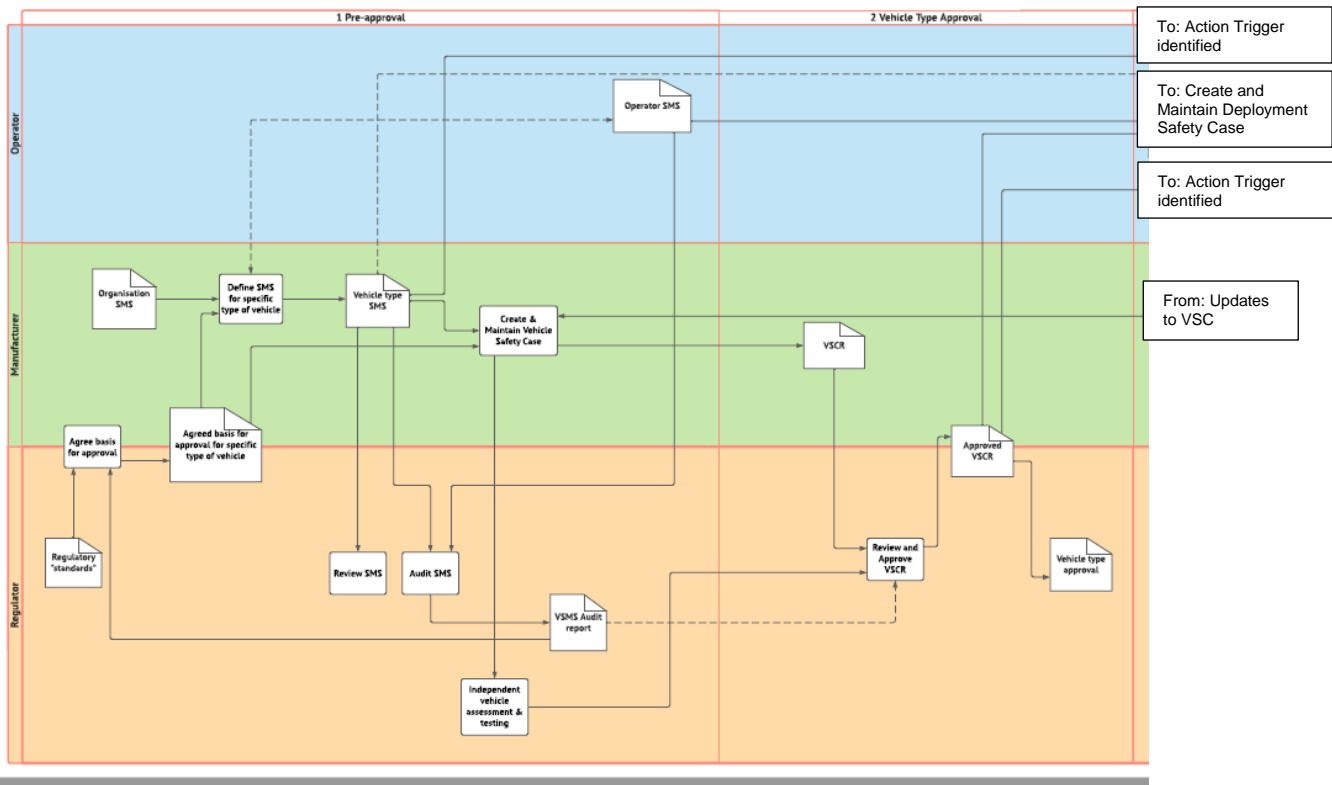 1 Pre-approval
2 Vehicle Type Approval
To: Action Trigger
identified
To: Create and
Maintain Deployment
Safety Case
To: Action Trigger
identified
From: Updates
to VSC
Operator
Operator SMS
Manufacturer
Organisation
SMS
Define SMS
for specific
type of vehicle
Vehicle type
SMS
Create &
Maintain Vehicle
Safety Case
VSCR
Agree basis
for approval
Agreed basis for
approval for specific
type of vehicle
Approved
VSCR
Regulator
Regulatory
"standards"
Review SMS
Audit SMS
Review and
Approve
VSCR
Vehicle type
approval
VSMS Audit
report
Independent
vehicle
assessment &
testing